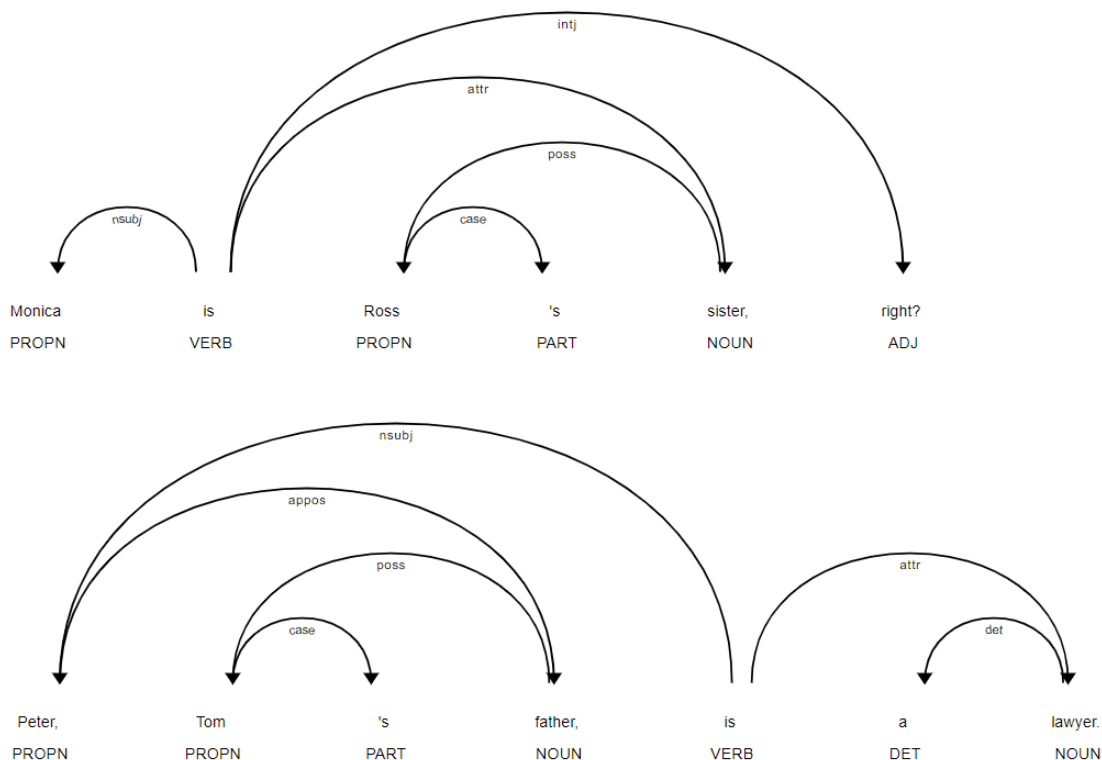 intj
attr
poss
nsubj case
Monica is Ross 's sister, right?
PROPN VERB PROPN PART NOUN ADJ
nsubj
appos
poss attr
case det
Peter, Tom 's father, is a lawyer.
PROPN PROPN PART NOUN VERB DET NOUN